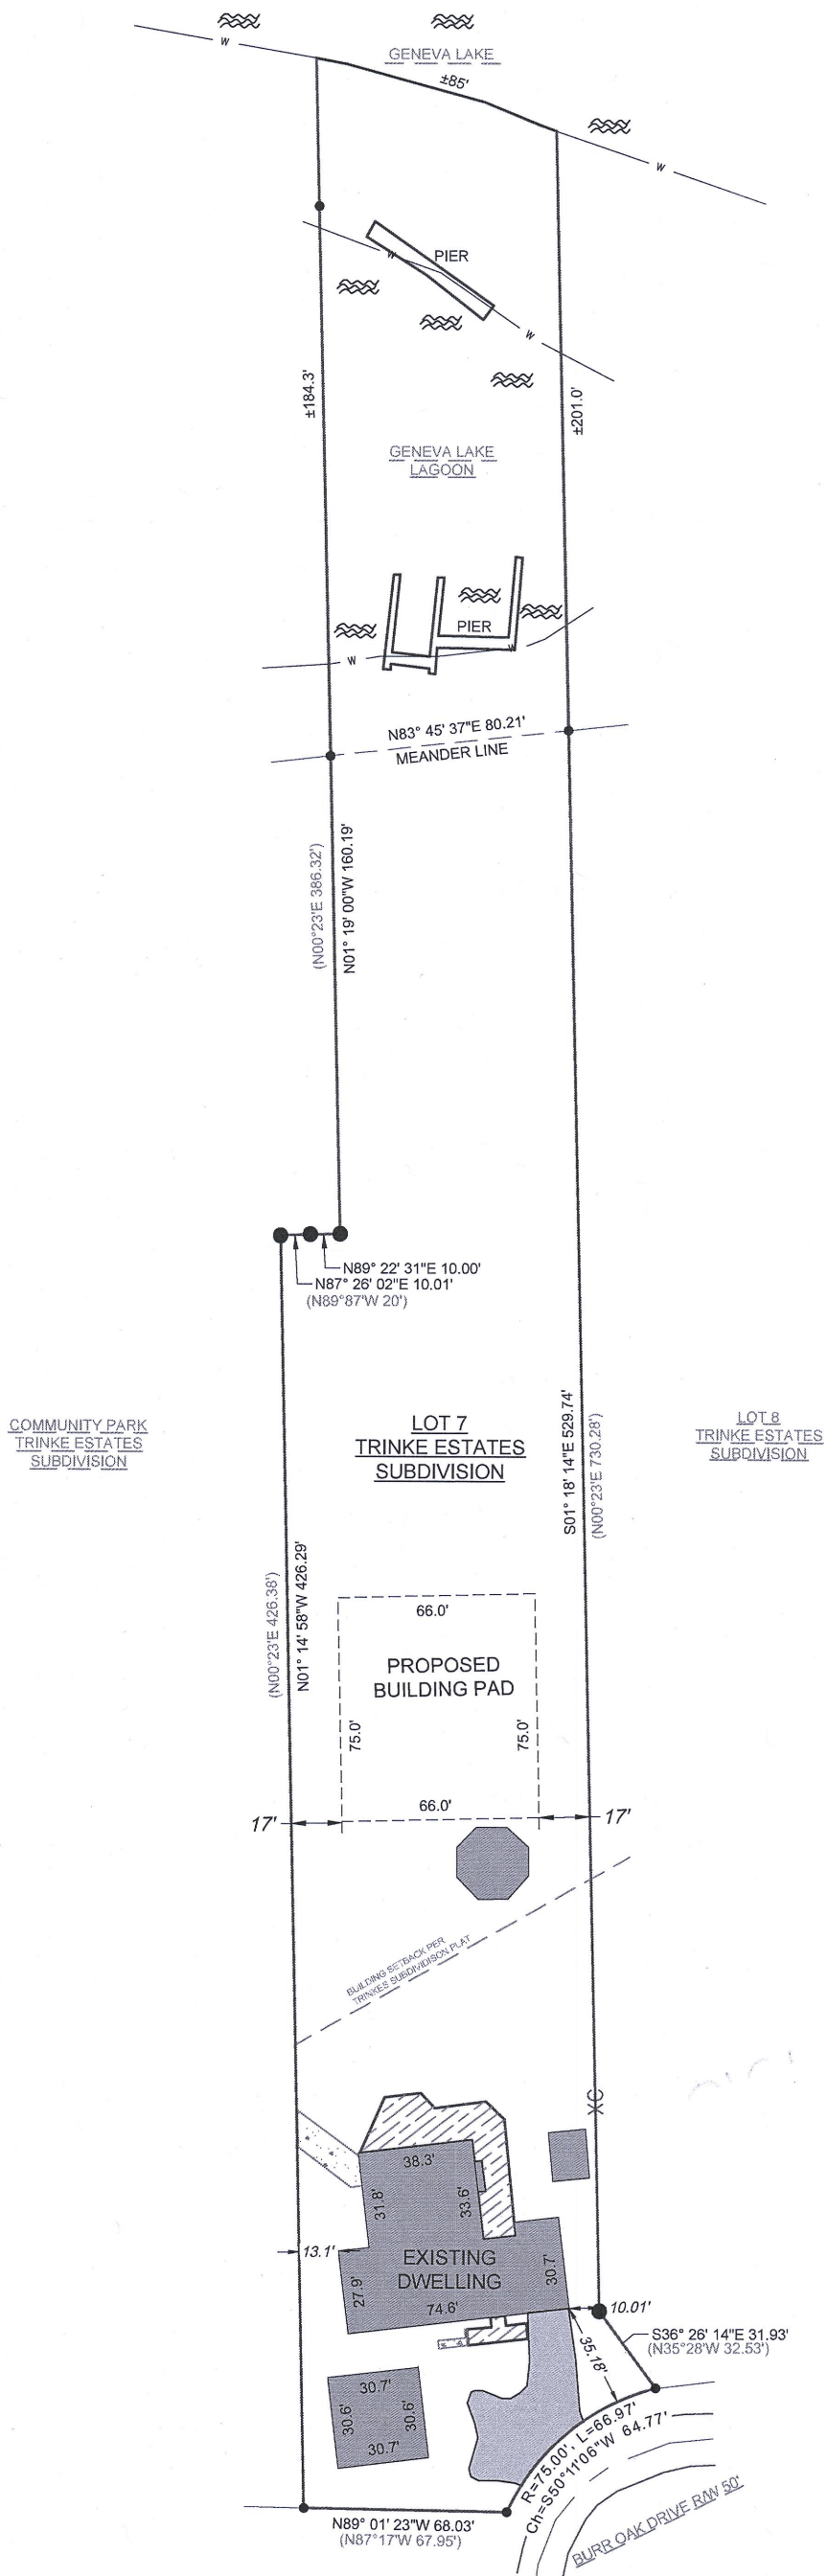 W
GENEVA LAKE
±85'
W
W
PIER
W
±184.3'
±201.0'
GENEVA LAKE
LAGOON
PIER
W
W
N83° 45' 37"E 80.21'
MEANDER LINE
(N00°23'E 386.32')
N01° 19' 00"W 160.19'
N89° 22' 31"E 10.00'
N87° 26' 02"E 10.01'
(N89°87'W 20')
COMMUNITY PARK
TRINKE ESTATES
SUBDIVISION
LOT 7
TRINKE ESTATES
SUBDIVISION
S01° 18' 14"E 529.74'
(N00°23'E 730.28')
LOT 8
TRINKE ESTATES
SUBDIVISION
(N00°23'E 426.38')
N01° 14' 58"W 426.29'
66.0'
PROPOSED
BUILDING PAD
75.0'
75.0'
66.0'
17'
17'
BUILDING SETBACK PER
TRINKES SUBDIVIDISON PLAT
XC
38.3'
31.8'
33.6'
13.1'
EXISTING
DWELLING
27.9'
30.7'
74.6'
10.01'
S36° 26' 14"E 31.93'
(N35°28'W 32.53')
35.18'
30.7'
30.6'
30.6'
30.7'
R=75.00', L=66.97'
Ch=S50°11'06"W 64.77'
N89° 01' 23"W 68.03'
(N87°17'W 67.95')
BURR OAK DRIVE R/W 50'